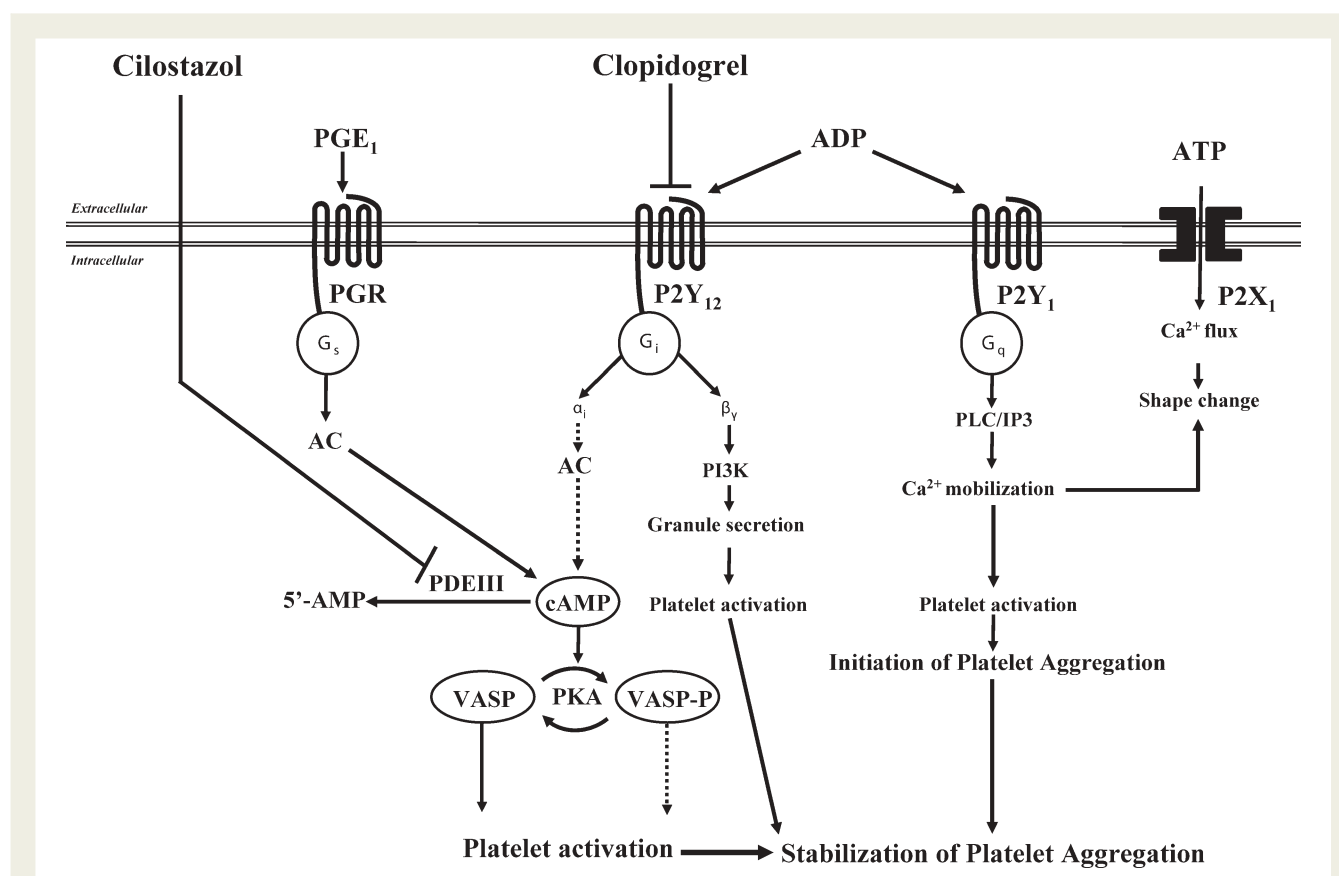 Cilostazol
Clopidogrel
PGE₁
ADP
ATP
Extracellular
Intracellular
PGR
P2Y₁₂
P2Y₁
P2X₁
Gₛ
Gᵢ
G_q
Ca²⁺ flux
αᵢ
βᵧ
PLC/IP3
Shape change
AC
AC
PI3K
Ca²⁺ mobilization
Granule secretion
PDEIII
5’-AMP
cAMP
Platelet activation
Platelet activation
Initiation of Platelet Aggregation
VASP
PKA
VASP-P
Platelet activation
Stabilization of Platelet Aggregation